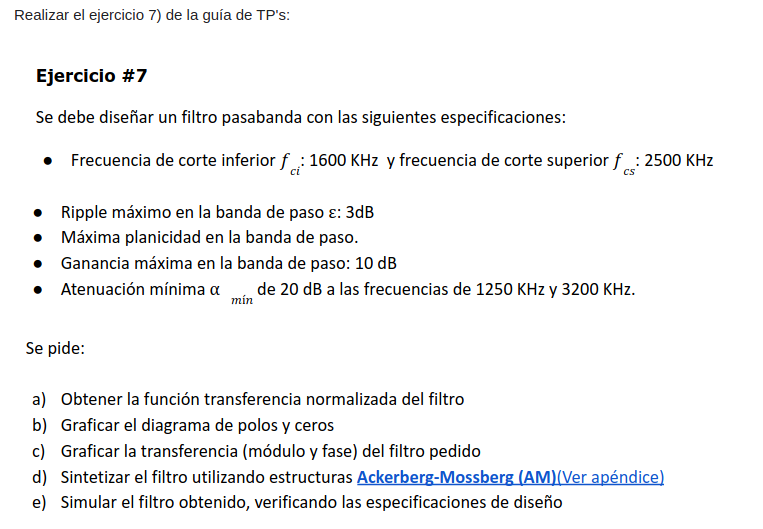 Realizar el ejercicio 7) de la guía de TP's:
Ejercicio #7
Se debe diseñar un filtro pasabanda con las siguientes especificaciones:
● Frecuencia de corte inferior f ci: 1600 KHz y frecuencia de corte superior f cs: 2500 KHz
● Ripple máximo en la banda de paso ε: 3dB
● Máxima planicidad en la banda de paso.
● Ganancia máxima en la banda de paso: 10 dB
● Atenuación mínima α mín de 20 dB a las frecuencias de 1250 KHz y 3200 KHz.
Se pide:
a) Obtener la función transferencia normalizada del filtro
b) Graficar el diagrama de polos y ceros
c) Graficar la transferencia (módulo y fase) del filtro pedido
d) Sintetizar el filtro utilizando estructuras Ackerberg-Mossberg (AM)(Ver apéndice)
e) Simular el filtro obtenido, verificando las especificaciones de diseño